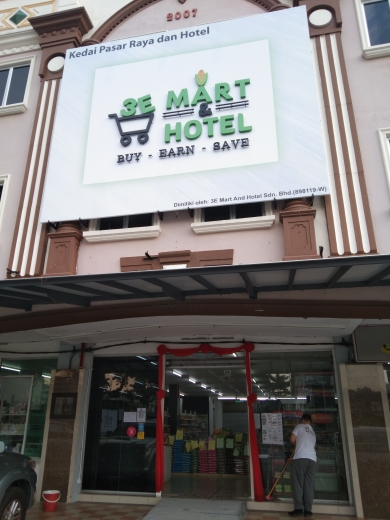 2007
Kedai Pasar Raya dan Hotel
3E MART
&
HOTEL
BUY - EARN - SAVE
Dimiliki oleh: 3E Mart And Hotel Sdn. Bhd.(898119-W)